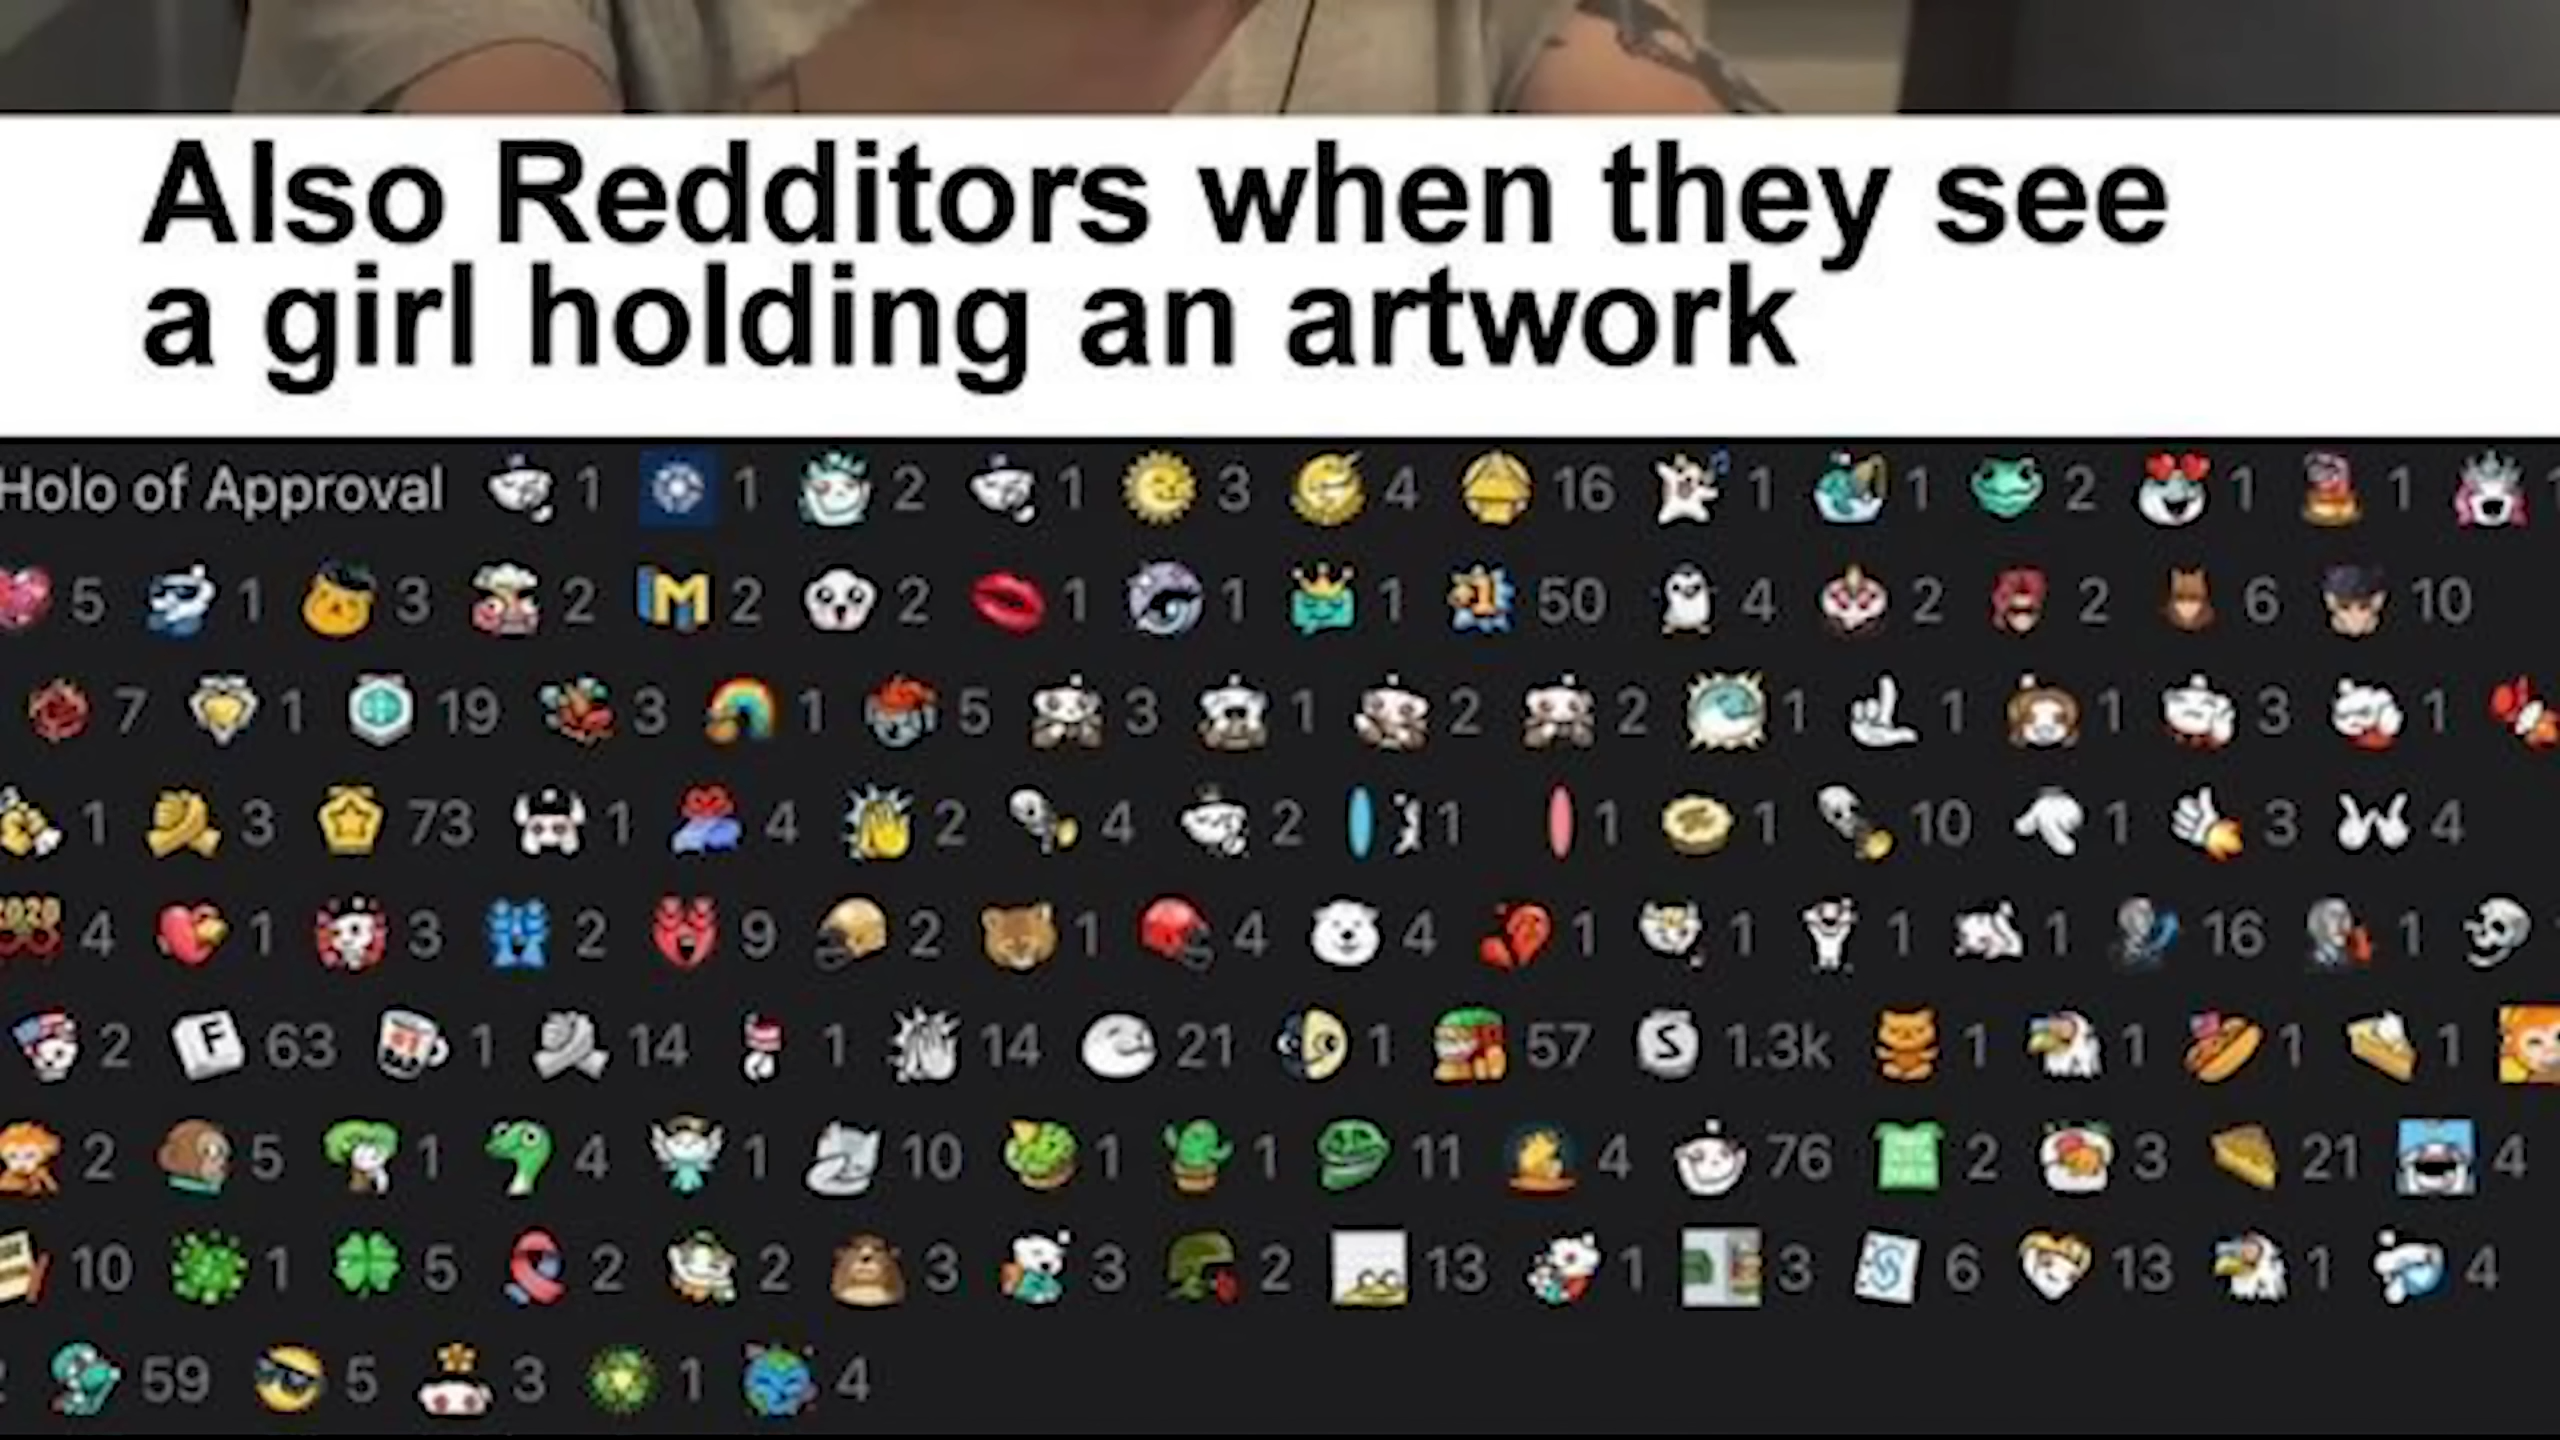 Also Redditors when they see
a girl holding an artwork
Holo of Approval 1 1 2 1 3 4 16 1 1 2 1 1
5 1 3 2 M 2 2 1 1 1 1 50 4 2 2 6 10
7 1 19 3 1 5 3 1 2 2 1 1 1 3 1
1 3 73 1 4 2 4 2 1 1 1 10 1 3 4
2020 4 1 3 2 9 2 1 4 4 1 1 1 1 16 1
2 F 63 1 14 1 14 21 1 57 S 1.3k 1 1 1 1
2 5 1 4 1 10 1 1 11 4 76 2 3 21 4
10 1 5 2 2 3 3 2 13 1 3 S 6 13 1 4
59 5 3 1 4